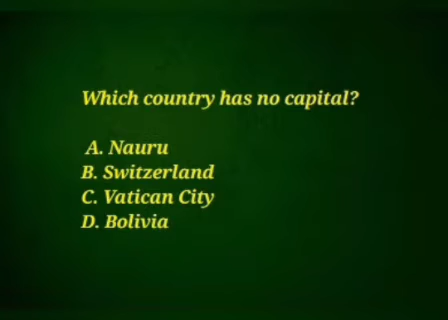 Which country has no capital?
A. Nauru
B. Switzerland
C. Vatican City
D. Bolivia